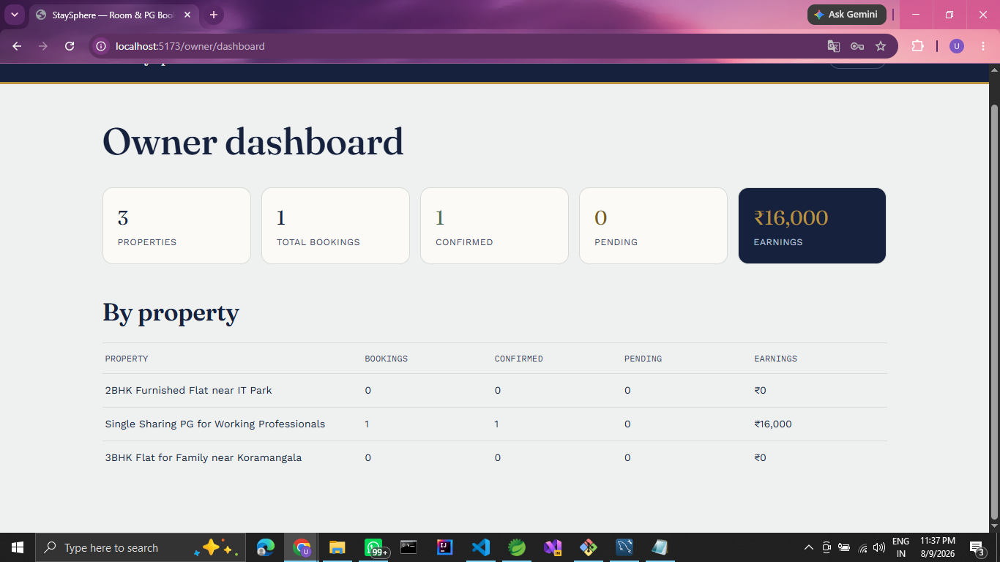 StaySphere — Room & PG Boo
Ask Gemini
localhost:5173/owner/dashboard
U
Owner dashboard
3
PROPERTIES
1
TOTAL BOOKINGS
1
CONFIRMED
0
PENDING
₹16,000
EARNINGS
By property
PROPERTY BOOKINGS CONFIRMED PENDING EARNINGS
2BHK Furnished Flat near IT Park 0 0 0 ₹0
Single Sharing PG for Working Professionals 1 1 0 ₹16,000
3BHK Flat for Family near Koramangala 0 0 0 ₹0
Type here to search
U
99+
IJ
ENG
IN
11:37 PM
8/9/2026
3